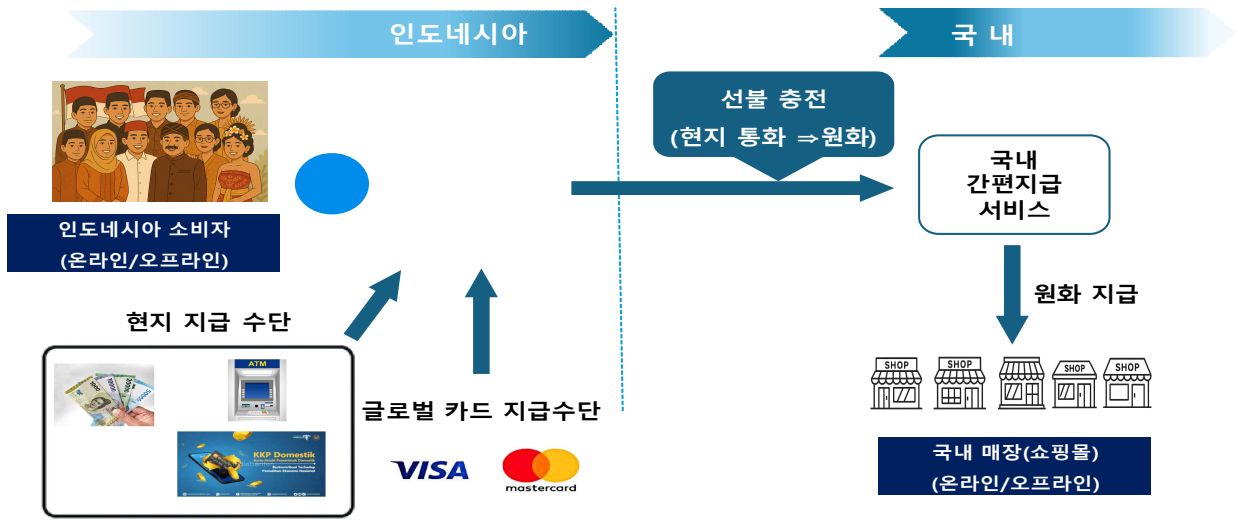 인도네시아
국 내
선불 충전
(현지 통화 ⇒원화)
국내
간편지급
서비스
인도네시아 소비자
(온라인/오프라인)
원화 지급
현지 지급 수단
ATM
KKP Domestik
글로벌 카드 지급수단
VISA
mastercard
SHOP
SHOP
SHOP
SHOP
국내 매장(쇼핑몰)
(온라인/오프라인)